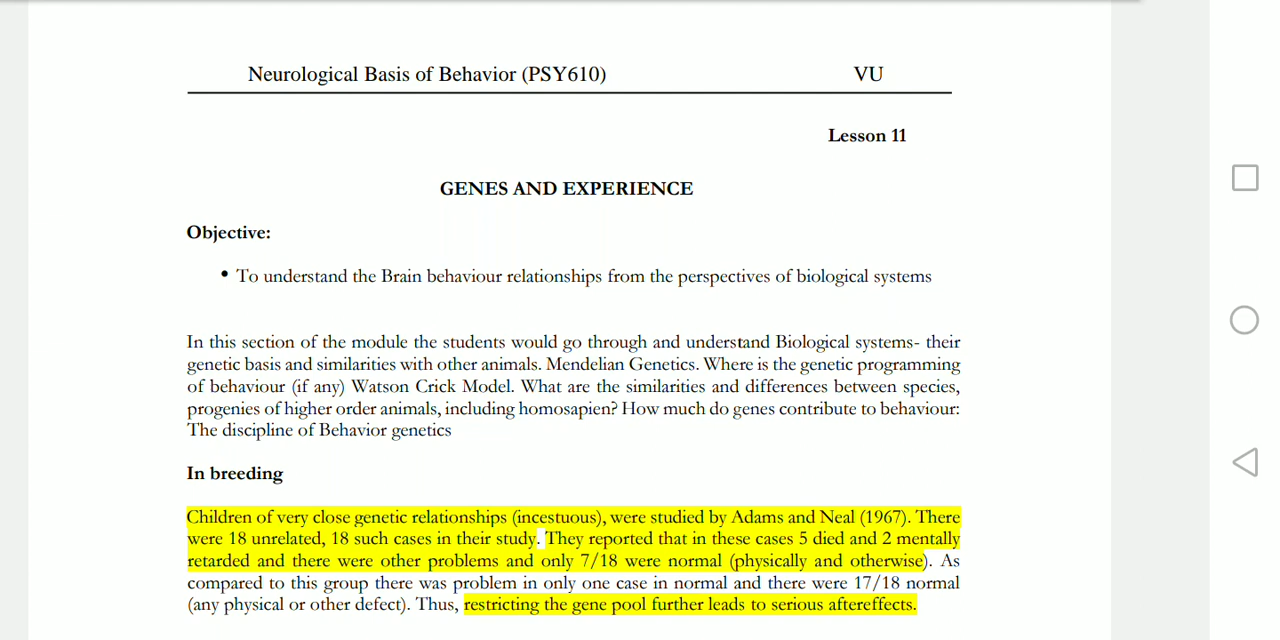 Neurological Basis of Behavior (PSY610) VU
Lesson 11
GENES AND EXPERIENCE
Objective:
• To understand the Brain behaviour relationships from the perspectives of biological systems
In this section of the module the students would go through and understand Biological systems- their
genetic basis and similarities with other animals. Mendelian Genetics. Where is the genetic programming
of behaviour (if any) Watson Crick Model. What are the similarities and differences between species,
progenies of higher order animals, including homosapien? How much do genes contribute to behaviour:
The discipline of Behavior genetics
In breeding
Children of very close genetic relationships (incestuous), were studied by Adams and Neal (1967). There
were 18 unrelated, 18 such cases in their study. They reported that in these cases 5 died and 2 mentally
retarded and there were other problems and only 7/18 were normal (physically and otherwise). As
compared to this group there was problem in only one case in normal and there were 17/18 normal
(any physical or other defect). Thus, restricting the gene pool further leads to serious aftereffects.